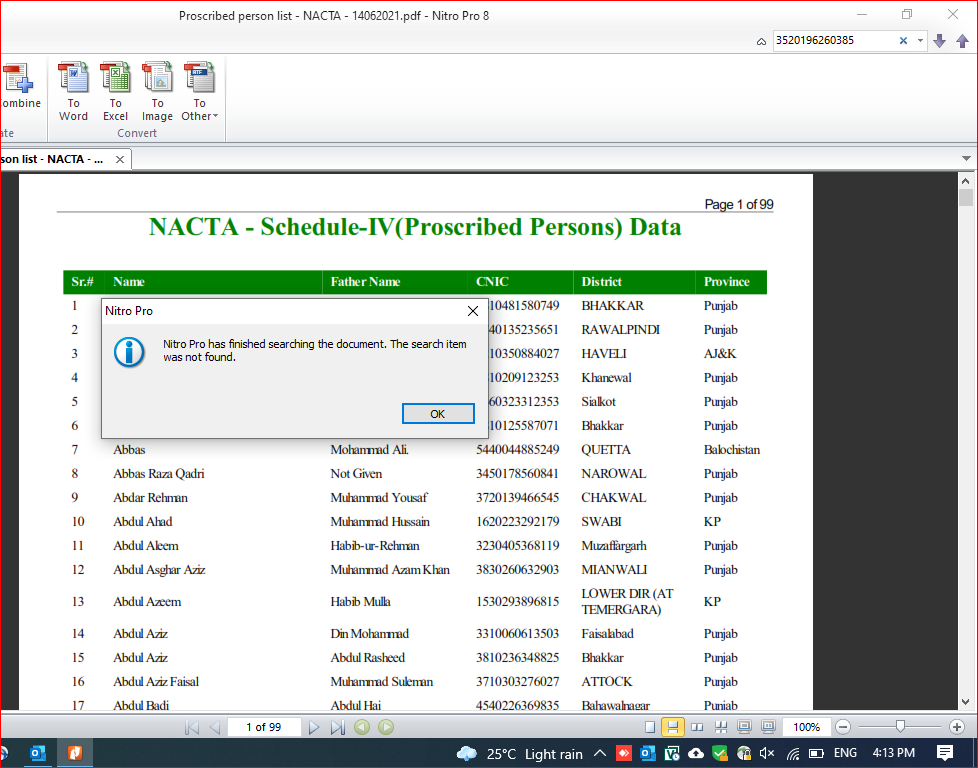 Proscribed person list - NACTA - 14062021.pdf - Nitro Pro 8
3520196260385
ombine
To Word
To Excel
To Image
To Other
ate
Convert
son list - NACTA - ...
Page 1 of 99
NACTA - Schedule-IV(Proscribed Persons) Data
Sr.# Name Father Name CNIC District Province
1 10481580749 BHAKKAR Punjab
2 40135235651 RAWALPINDI Punjab
3 10350884027 HAVELI AJ&K
4 10209123253 Khanewal Punjab
5 60323312353 Sialkot Punjab
6 10125587071 Bhakkar Punjab
Nitro Pro
Nitro Pro has finished searching the document. The search item
was not found.
OK
7 Abbas Mohammad Ali. 5440044885249 QUETTA Balochistan
8 Abbas Raza Qadri Not Given 3450178560841 NAROWAL Punjab
9 Abdar Rehman Muhammad Yousaf 3720139466545 CHAKWAL Punjab
10 Abdul Ahad Muhammad Hussain 1620223292179 SWABI KP
11 Abdul Aleem Habib-ur-Rehman 3230405368119 Muzaffargarh Punjab
12 Abdul Asghar Aziz Muhammad Azam Khan 3830260632903 MIANWALI Punjab
13 Abdul Azeem Habib Mulla 1530293896815 LOWER DIR (AT TEMERGARA) KP
14 Abdul Aziz Din Mohammad 3310060613503 Faisalabad Punjab
15 Abdul Aziz Abdul Rasheed 3810236348825 Bhakkar Punjab
16 Abdul Aziz Faisal Muhammad Suleman 3710303276027 ATTOCK Punjab
17 Abdul Badi Abdul Hai 4540226369835 Bahawalnagar Punjab
1 of 99
100%
25°C Light rain
ENG
4:13 PM